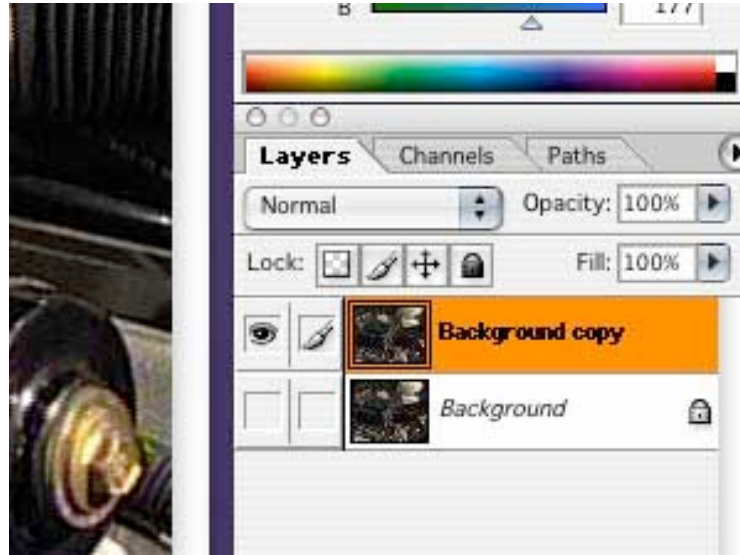 B 177
Layers Channels Paths
Normal Opacity: 100%
Lock: Fill: 100%
Background copy
Background